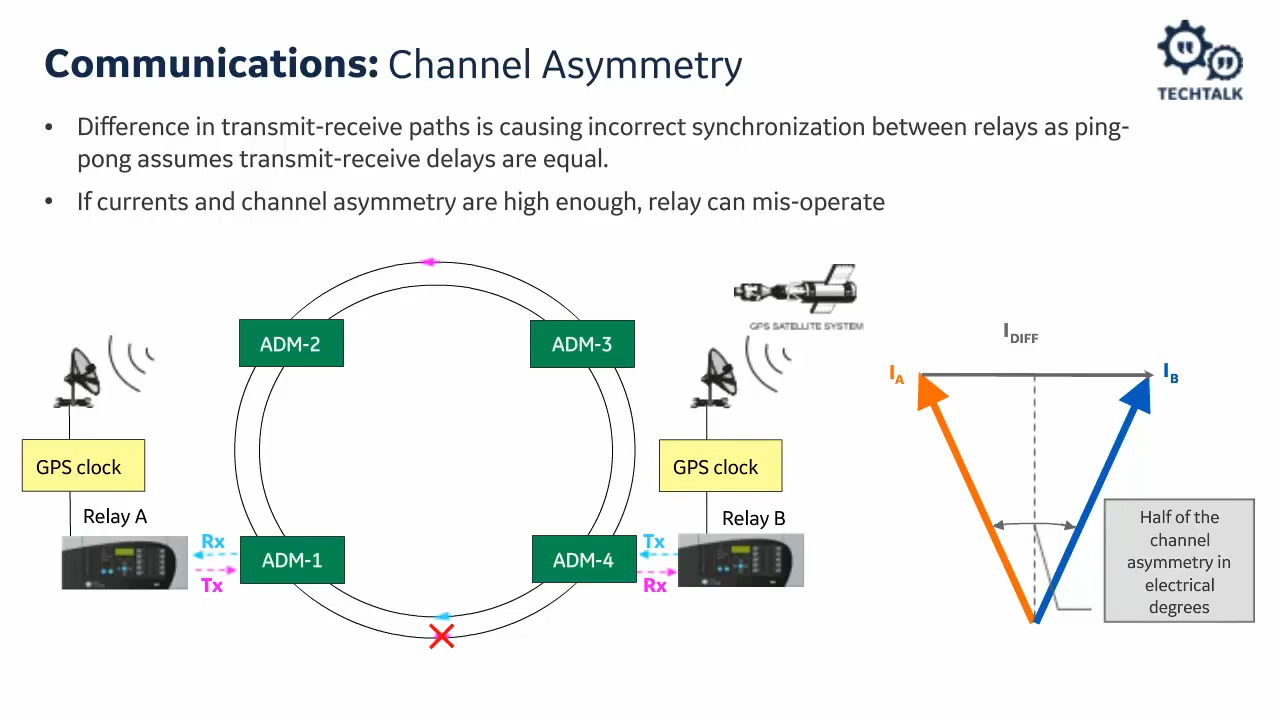 Communications: Channel Asymmetry
TECHTALK
• Difference in transmit-receive paths is causing incorrect synchronization between relays as ping-
pong assumes transmit-receive delays are equal.
• If currents and channel asymmetry are high enough, relay can mis-operate
GPS SATELLITE SYSTEM
ADM-2
ADM-3
I DIFF
I A
I B
GPS clock
GPS clock
Relay A
Relay B
Rx
Tx
ADM-1
ADM-4
Tx
Rx
Half of the
channel
asymmetry in
electrical
degrees